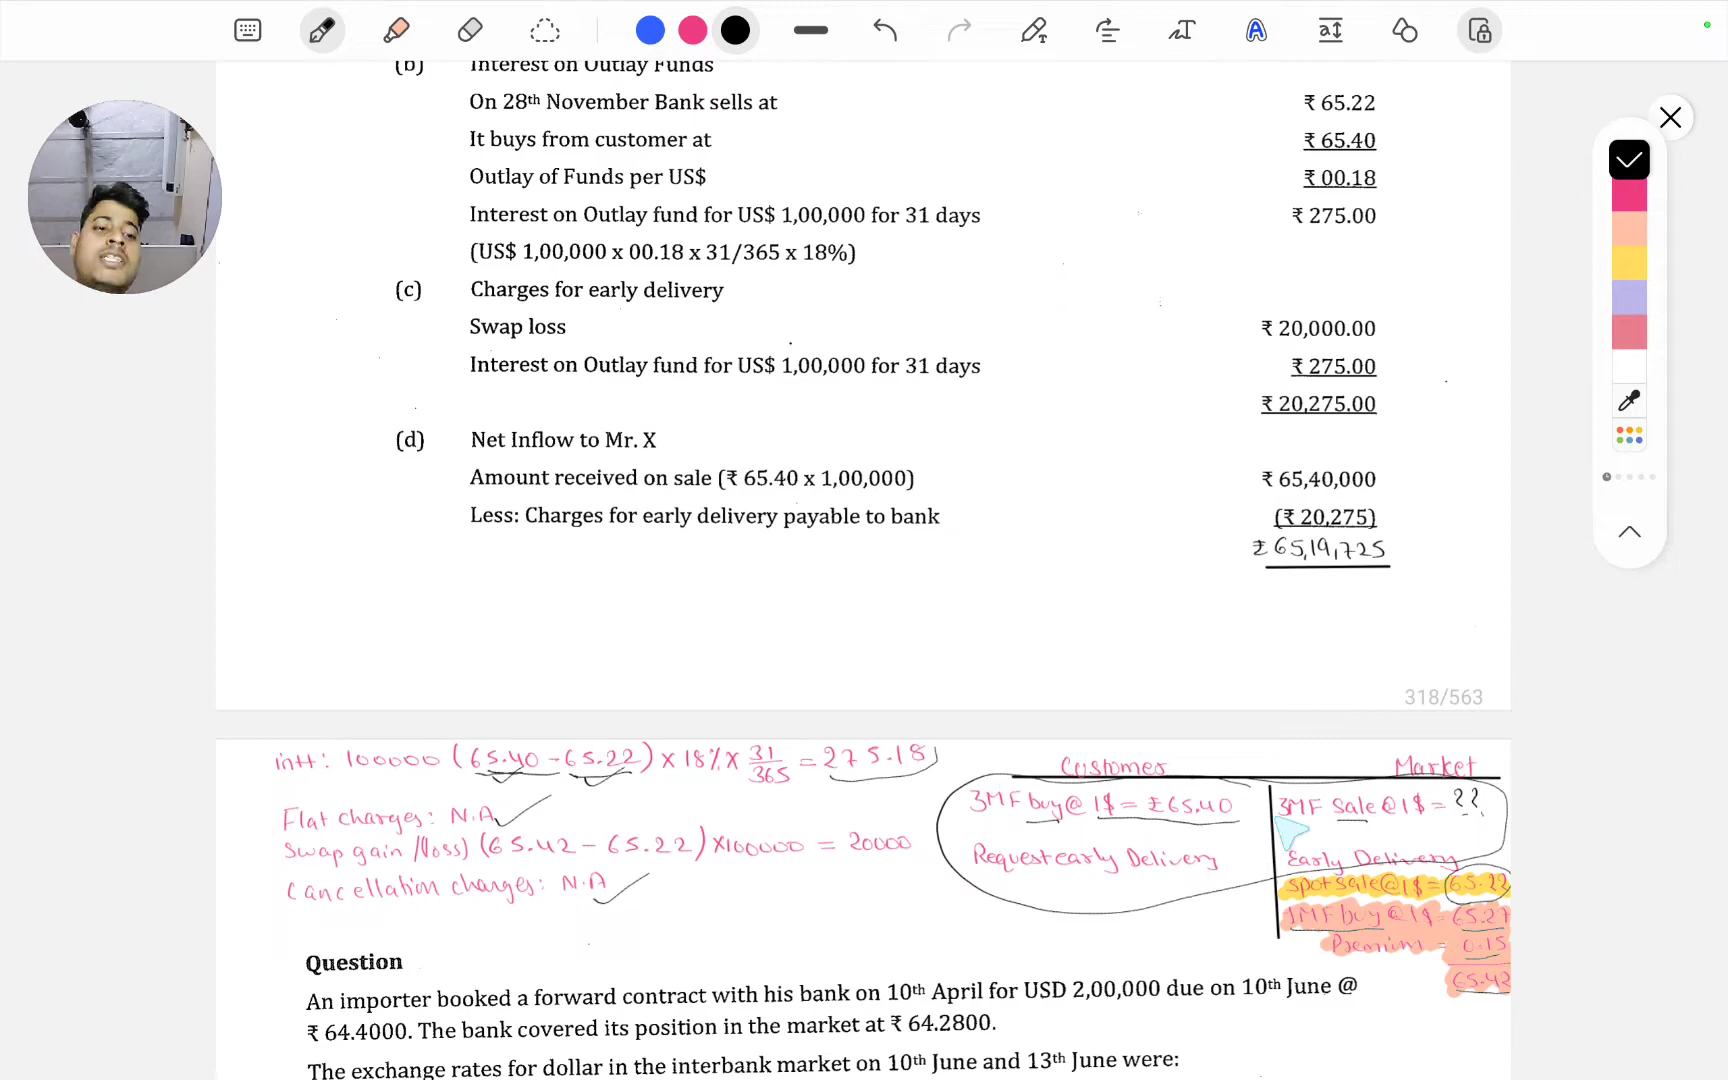 (b) Interest on Outlay Funds
On 28th November Bank sells at ₹ 65.22
It buys from customer at ₹ 65.40
Outlay of Funds per US$ ₹ 00.18
Interest on Outlay fund for US$ 1,00,000 for 31 days ₹ 275.00
(US$ 1,00,000 x 00.18 x 31/365 x 18%)
(c) Charges for early delivery
Swap loss ₹ 20,000.00
Interest on Outlay fund for US$ 1,00,000 for 31 days ₹ 275.00
₹ 20,275.00
(d) Net Inflow to Mr. X
Amount received on sale (₹ 65.40 x 1,00,000) ₹ 65,40,000
Less: Charges for early delivery payable to bank (₹ 20,275)
₹ 65,19,725
318/563
intt: 100000 (65.40 - 65.22) x 18% x 31/365 = 275.18
Flat charges: N.A
Swap gain /(loss) (65.42 - 65.22) x100000 = 20000
Cancellation charges: N.A
Customer Market
3MF buy@ 1$ = ₹65.40 3MF Sale@1$ = ??
Request early Delivery Early Delivery
Spot Sale@1$ = 65.22
1MF buy@1$ = 65.27
Premium = 0.15
65.42
Question
An importer booked a forward contract with his bank on 10th April for USD 2,00,000 due on 10th June @
₹ 64.4000. The bank covered its position in the market at ₹ 64.2800.
The exchange rates for dollar in the interbank market on 10th June and 13th June were: